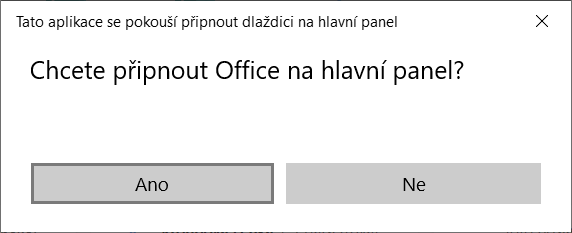 Tato aplikace se pokouší připnout dlaždici na hlavní panel
Chcete připnout Office na hlavní panel?
Ano
Ne